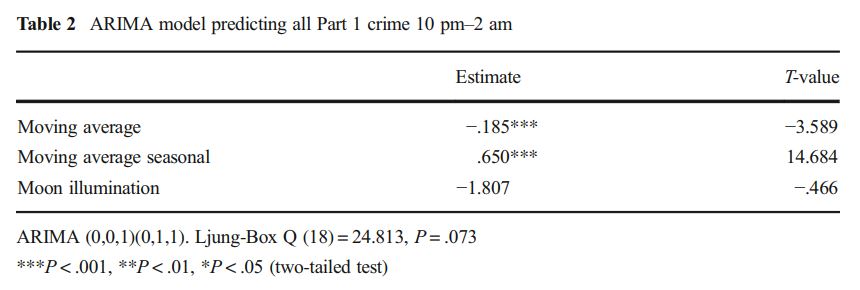 Table 2 ARIMA model predicting all Part 1 crime 10 pm–2 am
Estimate T-value
Moving average −.185*** −3.589
Moving average seasonal .650*** 14.684
Moon illumination −1.807 −.466
ARIMA (0,0,1)(0,1,1). Ljung-Box Q (18)=24.813, P=.073
***P<.001, **P<.01, *P<.05 (two-tailed test)